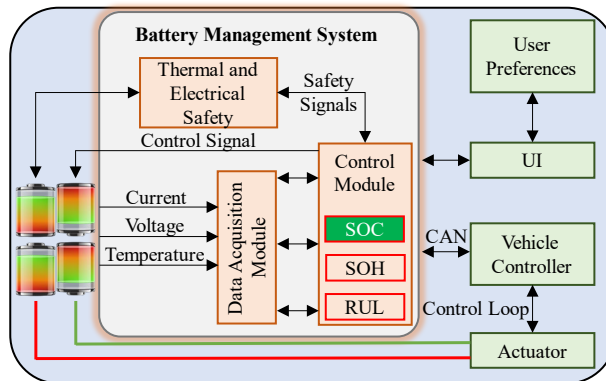 Battery Management System
Thermal and
Electrical
Safety
Safety
Signals
Control Signal
Control
Module
Current
Voltage
Temperature
Data Acquisition
Module
SOC
SOH
RUL
User
Preferences
UI
CAN
Vehicle
Controller
Control Loop
Actuator